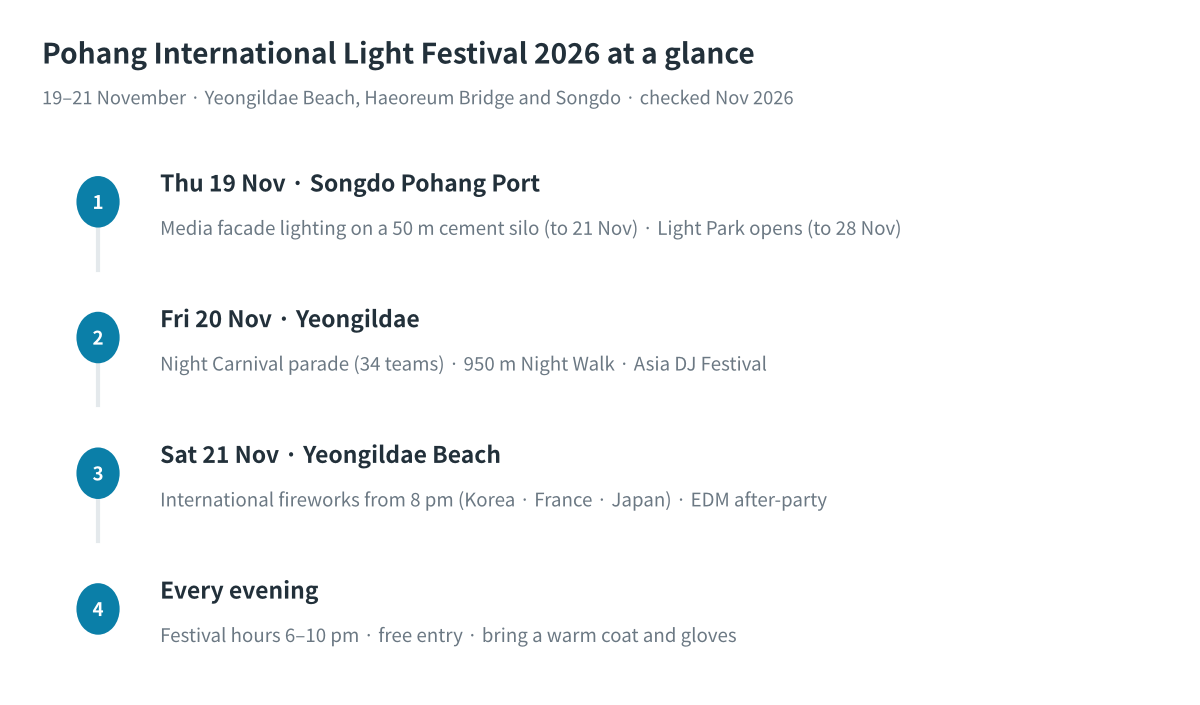 Pohang International Light Festival 2026 at a glance
19–21 November · Yeongildae Beach, Haeoreum Bridge and Songdo · checked Nov 2026
1
Thu 19 Nov · Songdo Pohang Port
Media facade lighting on a 50 m cement silo (to 21 Nov) · Light Park opens (to 28 Nov)
2
Fri 20 Nov · Yeongildae
Night Carnival parade (34 teams) · 950 m Night Walk · Asia DJ Festival
3
Sat 21 Nov · Yeongildae Beach
International fireworks from 8 pm (Korea · France · Japan) · EDM after-party
4
Every evening
Festival hours 6–10 pm · free entry · bring a warm coat and gloves